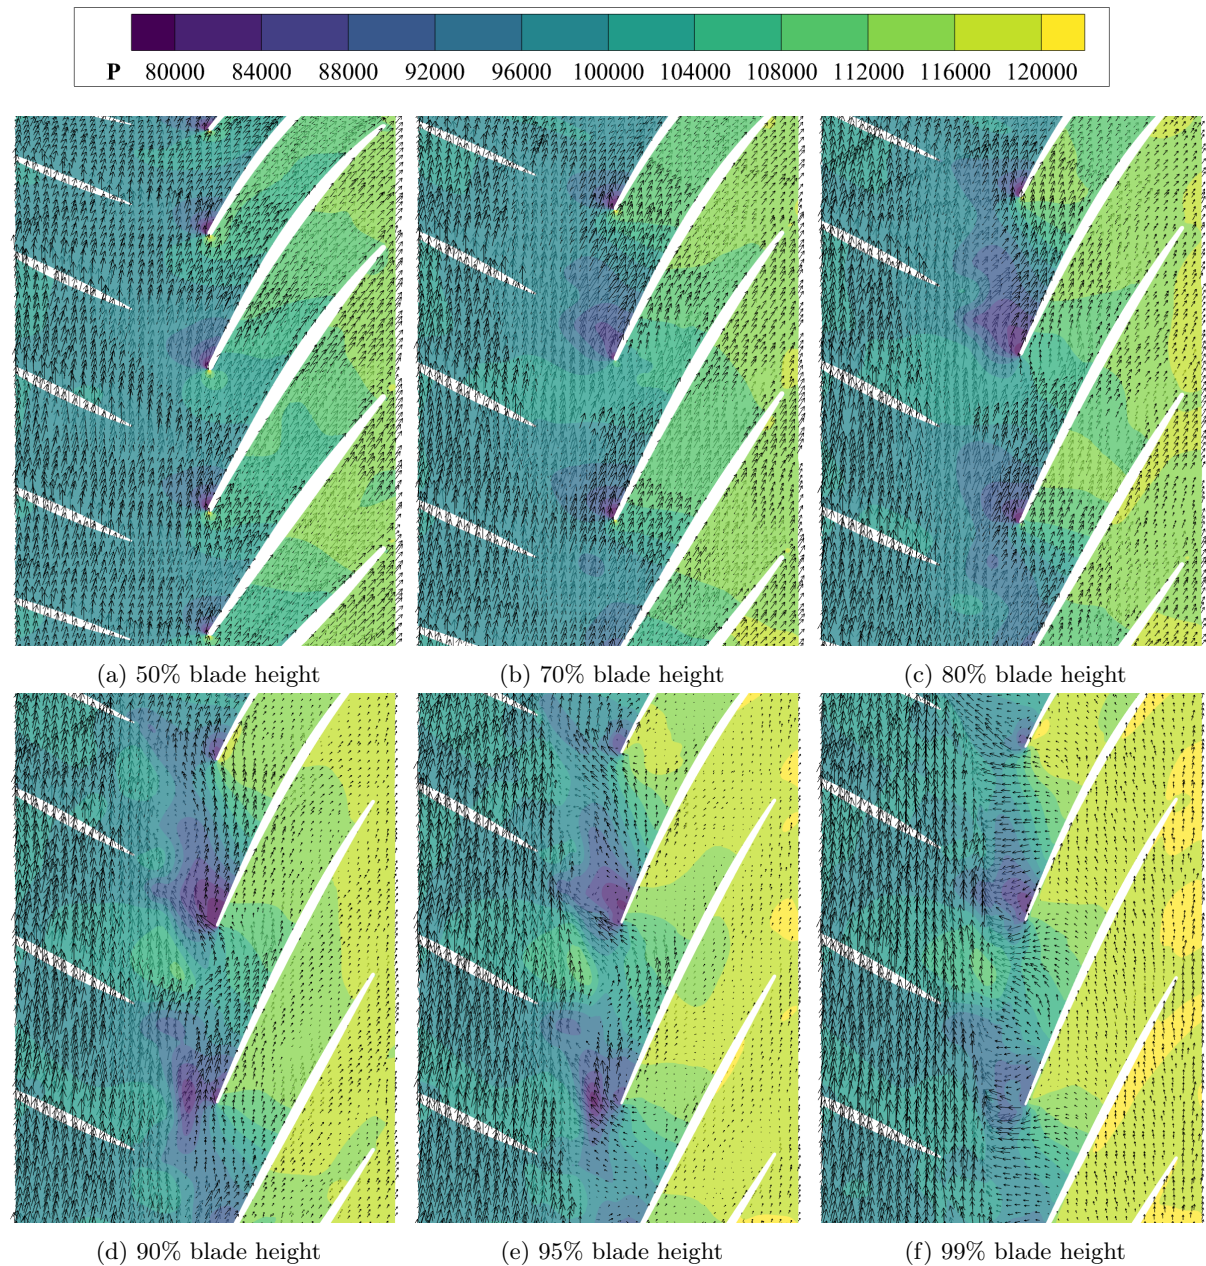 P 80000 84000 88000 92000 96000 100000 104000 108000 112000 116000 120000
(a) 50% blade height
(b) 70% blade height
(c) 80% blade height
(d) 90% blade height
(e) 95% blade height
(f) 99% blade height